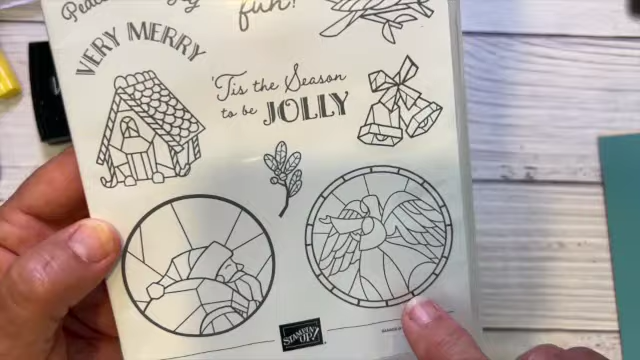 fun!
VERY MERRY
'Tis the Season
to be JOLLY
STAMPIN' UP!